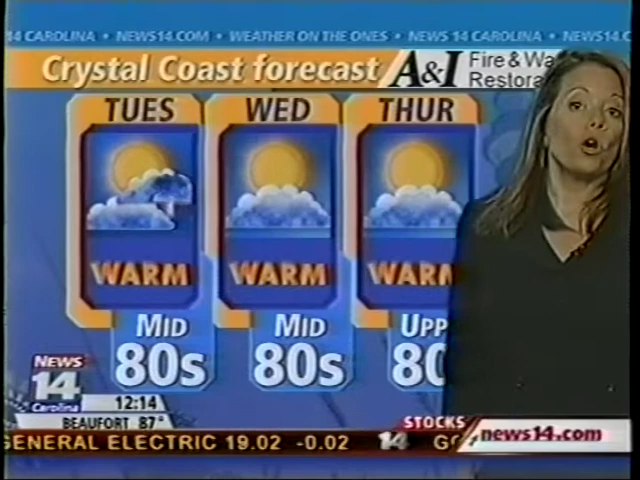 14 CAROLINA • NEWS14.COM • WEATHER ON THE ONES • NEWS 14 CAROLINA • NEWS14.C
Crystal Coast forecast
A&I Fire & Wa
Restora
TUES WED THUR
WARM WARM WARM
MID MID UPP
80s 80s 80
NEWS
14
Carolina
12:14
BEAUFORT 87°
STOCKS
GENERAL ELECTRIC 19.02 -0.02 14 GO
news14.com